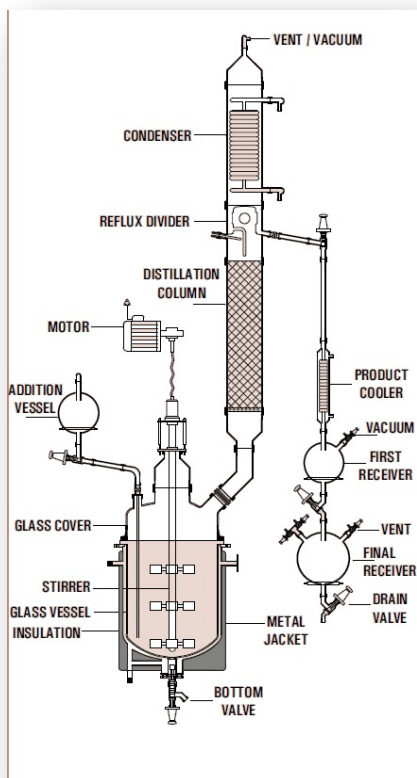 VENT / VACUUM
CONDENSER
REFLUX DIVIDER
DISTILLATION
COLUMN
MOTOR
ADDITION
VESSEL
PRODUCT
COOLER
VACUUM
FIRST
RECEIVER
GLASS COVER
VENT
FINAL
RECEIVER
STIRRER
DRAIN
VALVE
GLASS VESSEL
INSULATION
METAL
JACKET
BOTTOM
VALVE